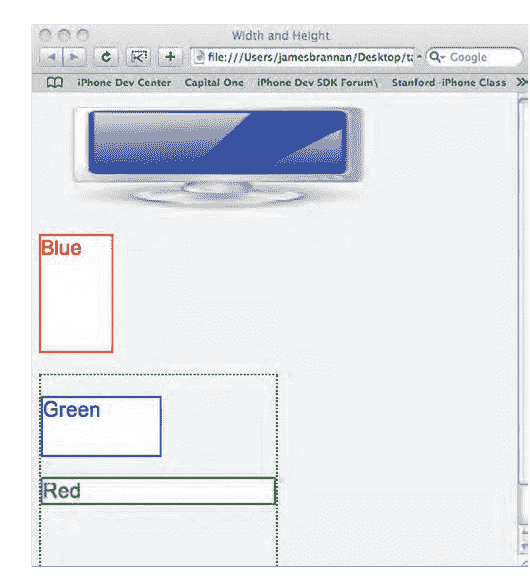 Width and Height
file:///Users/jamesbrannan/Desktop/ta
Google
iPhone Dev Center Capital One iPhone Dev SDK Forum\ Stanford-iPhone Class
Blue
Green
Red